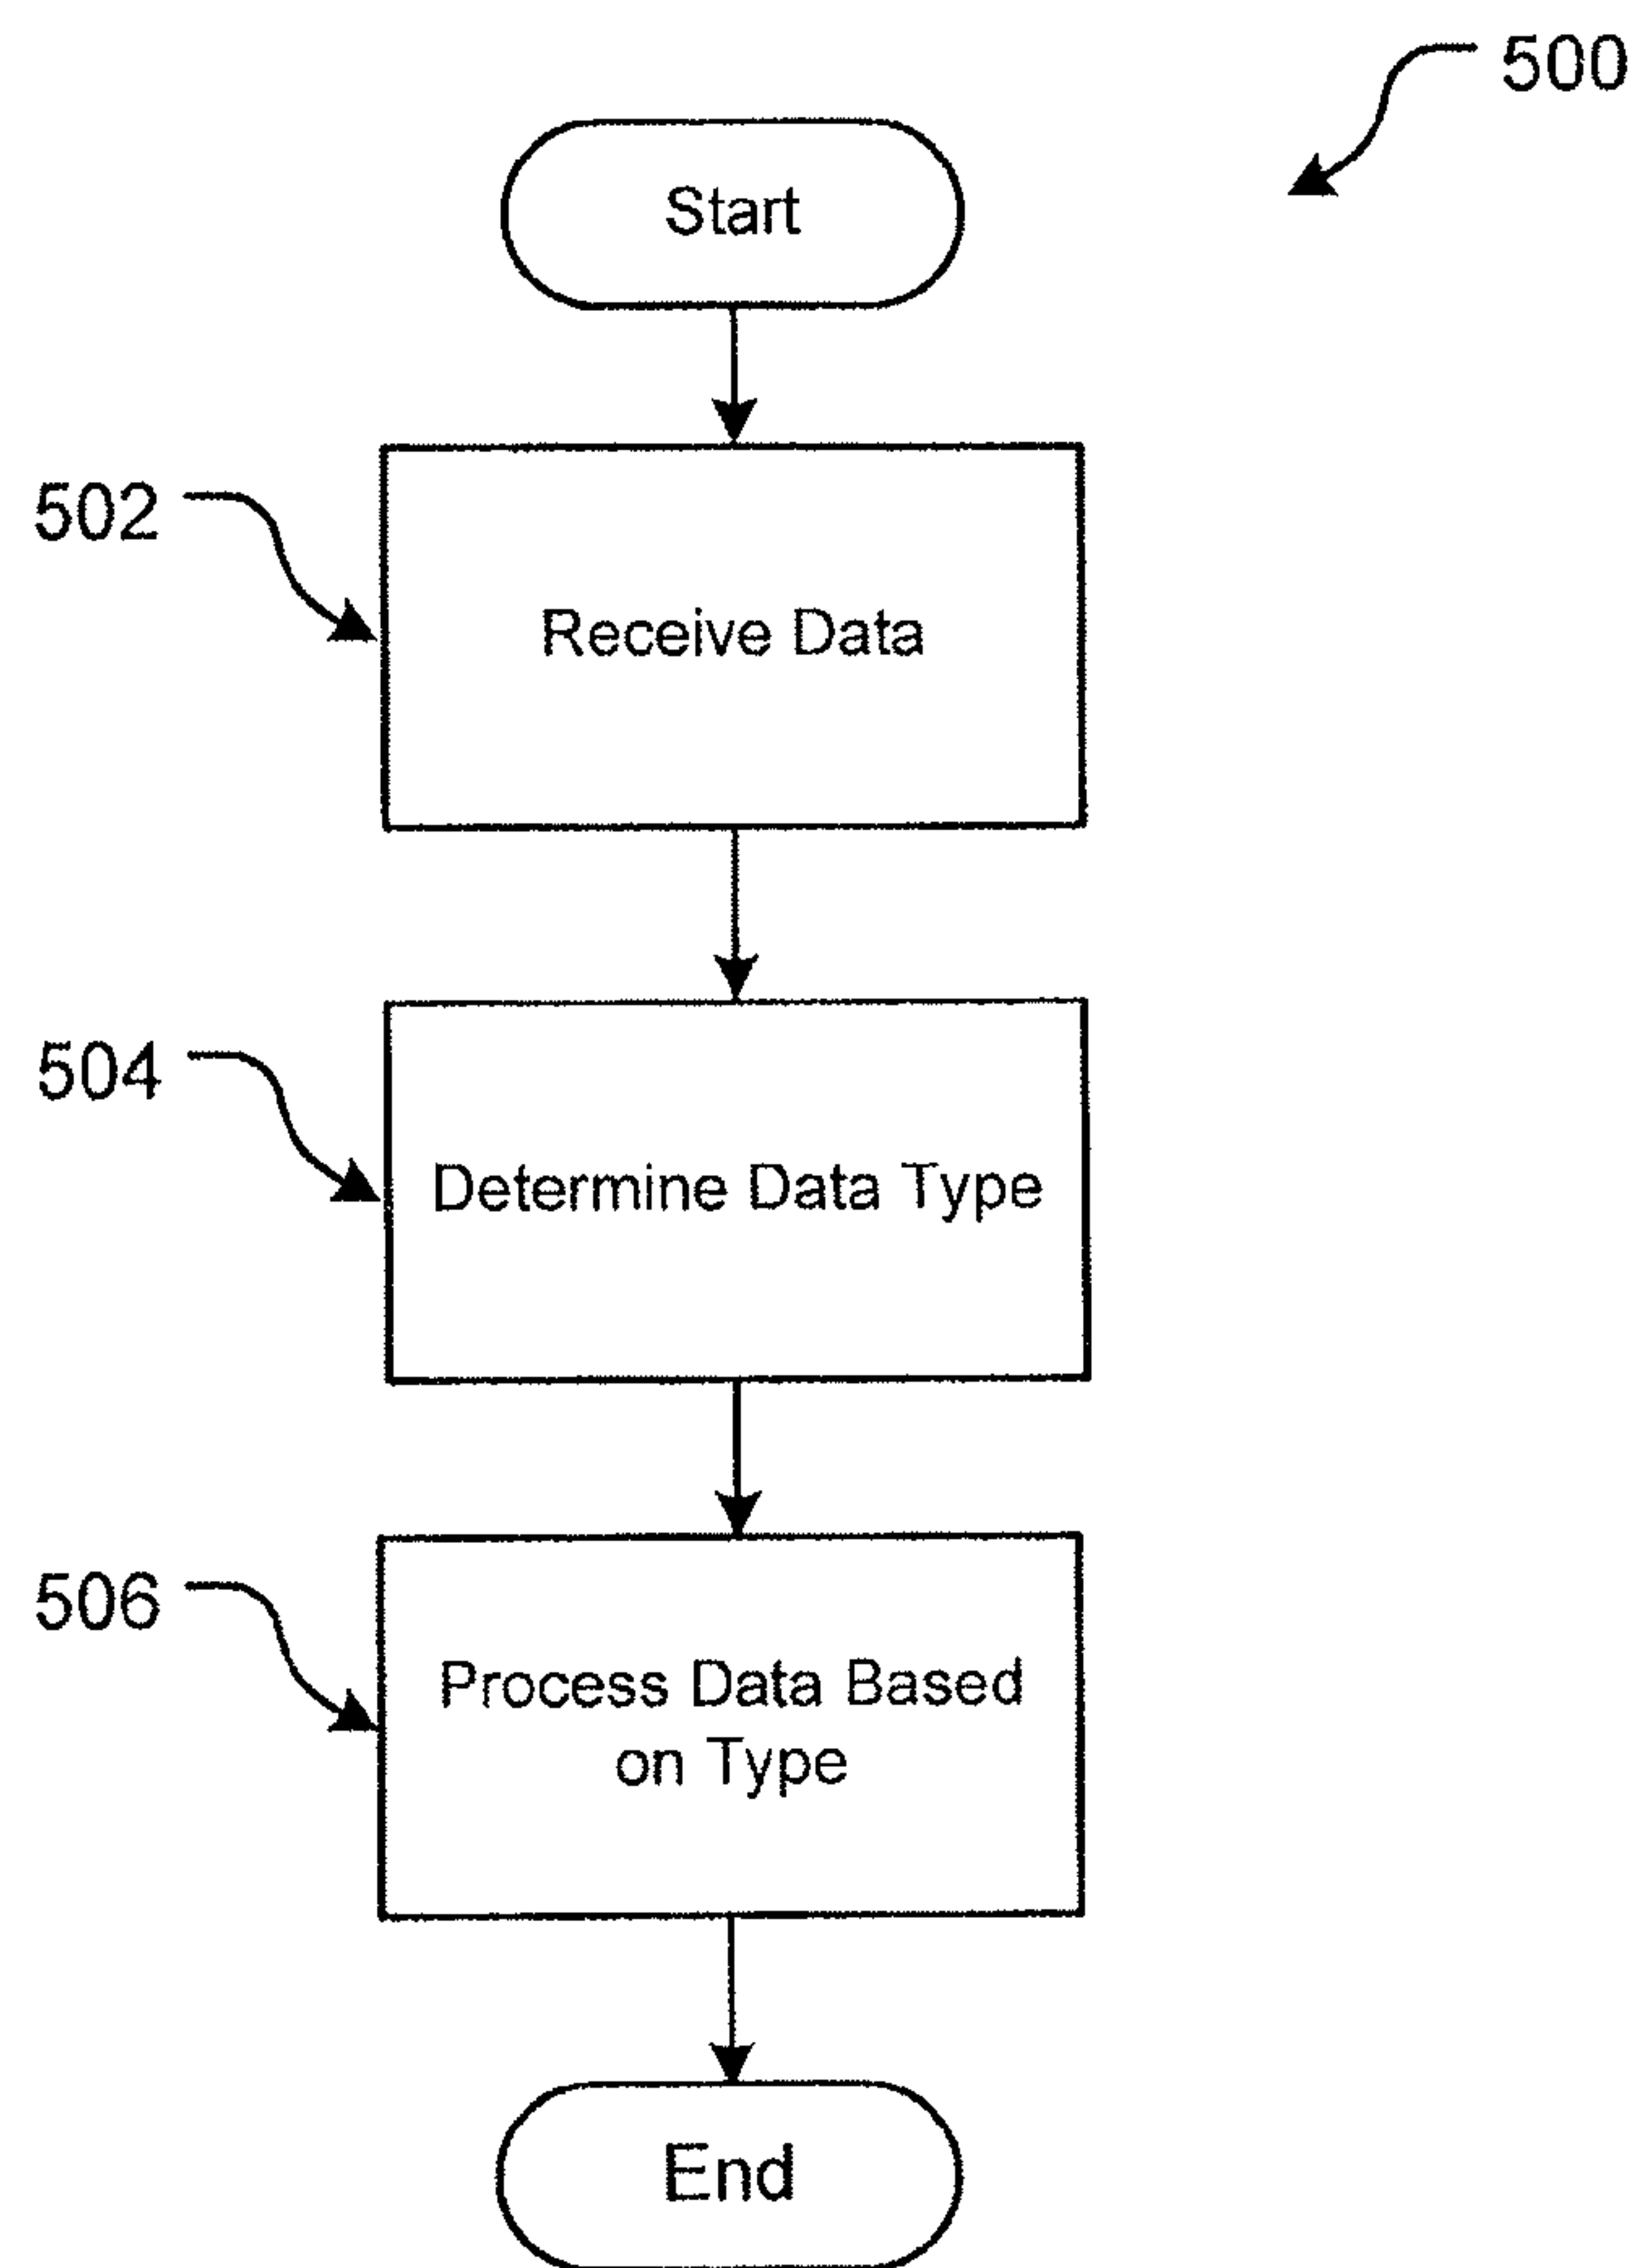 500
Start
502
Receive Data
504
Determine Data Type
506
Process Data Based
on Type
End